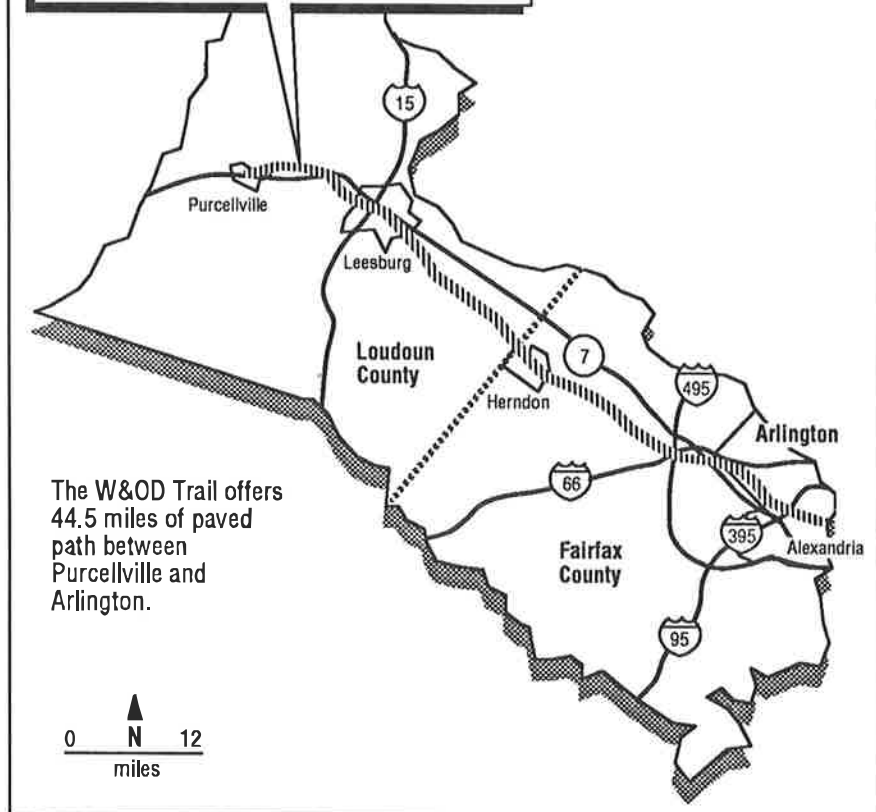 15
Purcellville
Leesburg
Loudoun
County
7
Herndon
495
Arlington
66
The W&OD Trail offers
44.5 miles of paved
path between
Purcellville and
Arlington.
395
Alexandria
Fairfax
County
95
0 N 12
miles